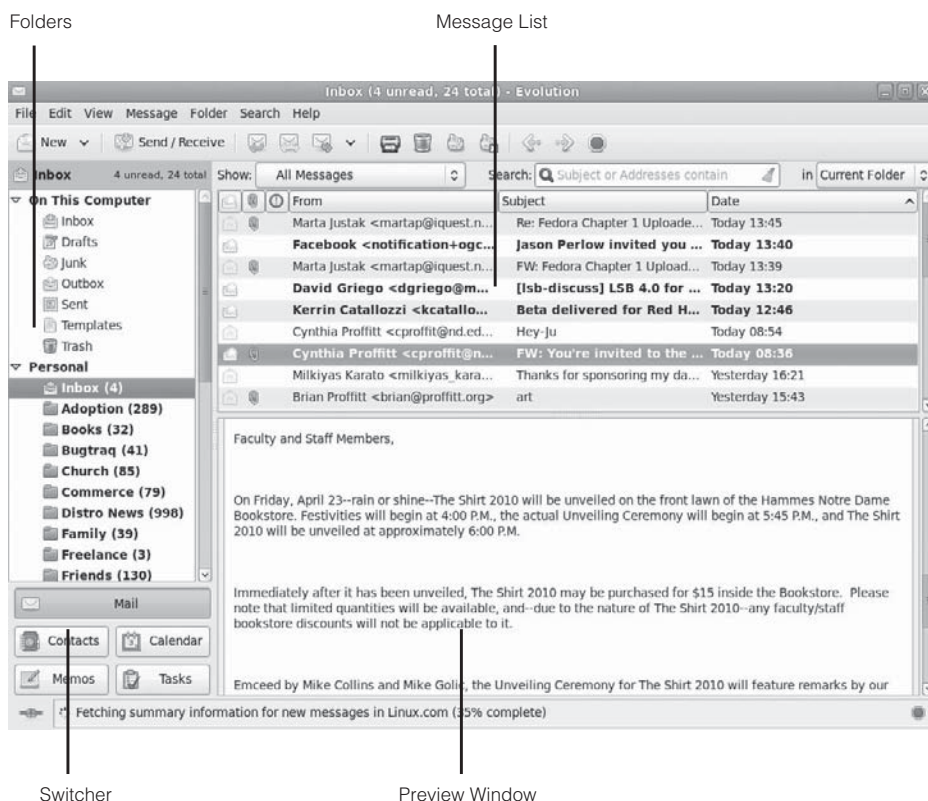 Folders
Message List
Inbox (4 unread, 24 total) - Evolution
File Edit View Message Folder Search Help
New Send / Receive
Inbox 4 unread, 24 total Show: All Messages Search: Subject or Addresses contain in Current Folder
On This Computer
Inbox
Drafts
Junk
Outbox
Sent
Templates
Trash
Personal
Inbox (4)
Adoption (289)
Books (32)
Bugtraq (41)
Church (85)
Commerce (79)
Distro News (998)
Family (39)
Freelance (3)
Friends (130)
Mail
Contacts Calendar
Memos Tasks
From Subject Date
Marta Justak <martap@iquest.n... Re: Fedora Chapter 1 Uploade... Today 13:45
Facebook <notification+ogc... Jason Perlow invited you ... Today 13:40
Marta Justak <martap@iquest.n... FW: Fedora Chapter 1 Upload... Today 13:39
David Griego <dgriego@m... [lsb-discuss] LSB 4.0 for ... Today 13:20
Kerrin Catallozzi <kcatallo... Beta delivered for Red H... Today 12:46
Cynthia Proffitt <cproffit@nd.ed... Hey-Ju Today 08:54
Cynthia Proffitt <cproffit@n... FW: You're invited to the ... Today 08:36
Milkiyas Karato <milkiyas_kara... Thanks for sponsoring my da... Yesterday 16:21
Brian Proffitt <brian@proffitt.org> art Yesterday 15:43
Faculty and Staff Members,
On Friday, April 23--rain or shine--The Shirt 2010 will be unveiled on the front lawn of the Hammes Notre Dame
Bookstore. Festivities will begin at 4:00 P.M., the actual Unveiling Ceremony will begin at 5:45 P.M., and The Shirt
2010 will be unveiled at approximately 6:00 P.M.
Immediately after it has been unveiled, The Shirt 2010 may be purchased for $15 inside the Bookstore. Please
note that limited quantities will be available, and--due to the nature of The Shirt 2010--any faculty/staff
bookstore discounts will not be applicable to it.
Emceed by Mike Collins and Mike Golic, the Unveiling Ceremony for The Shirt 2010 will feature remarks by our
Fetching summary information for new messages in Linux.com (35% complete)
Switcher
Preview Window